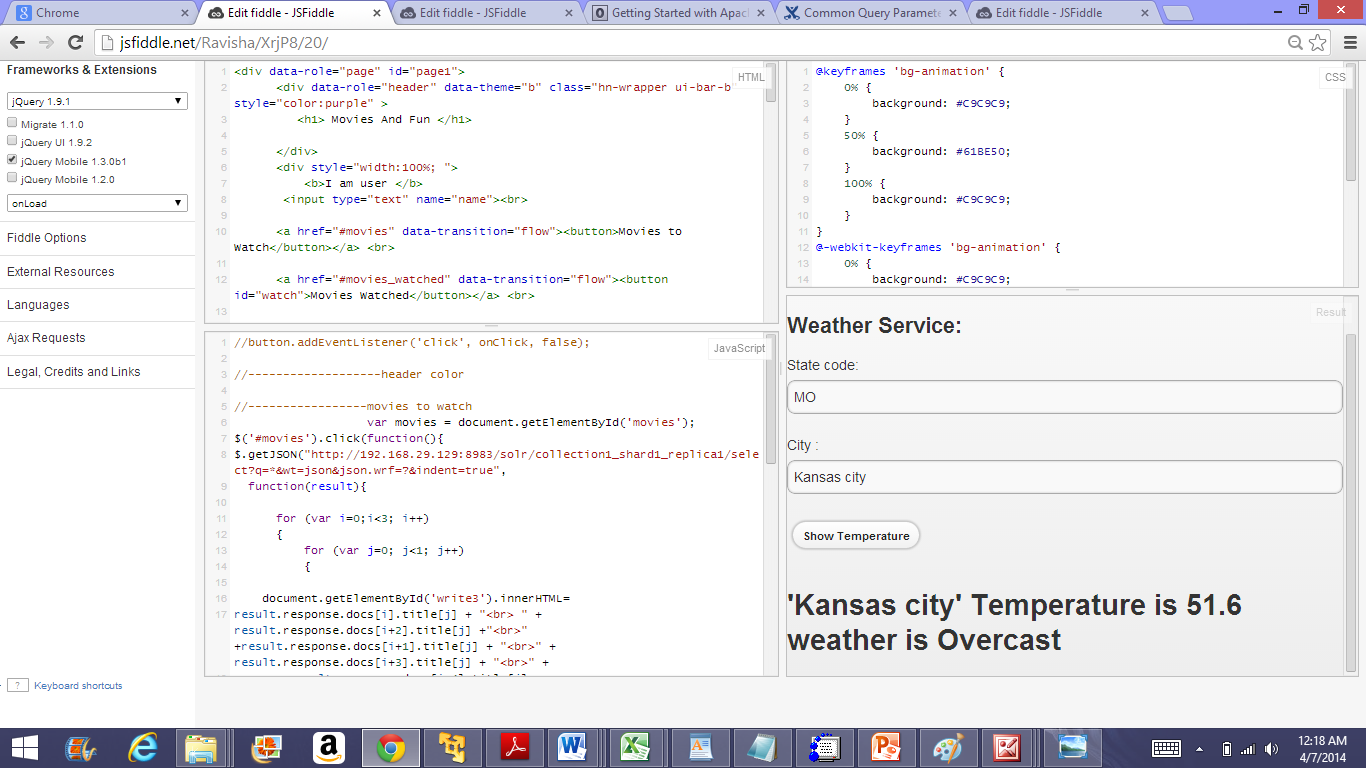 Chrome
Edit fiddle - JSFiddle
Edit fiddle - JSFiddle
Getting Started with Apac
Common Query Paramete
Edit fiddle - JSFiddle
jsfiddle.net/Ravisha/XrjP8/20/
Frameworks & Extensions
jQuery 1.9.1
Migrate 1.1.0
jQuery UI 1.9.2
jQuery Mobile 1.3.0b1
jQuery Mobile 1.2.0
onLoad
Fiddle Options
External Resources
Languages
Ajax Requests
Legal, Credits and Links
? Keyboard shortcuts
HTML
1 <div data-role="page" id="page1">
2 <div data-role="header" data-theme="b" class="hn-wrapper ui-bar-b"
style="color:purple" >
3 <h1> Movies And Fun </h1>
4
5 </div>
6 <div style="width:100%; ">
7 <b>I am user </b>
8 <input type="text" name="name"><br>
9
10 <a href="#movies" data-transition="flow"><button>Movies to
Watch</button></a> <br>
11
12 <a href="#movies_watched" data-transition="flow"><button
id="watch">Movies Watched</button></a> <br>
13
JavaScript
1 //button.addEventListener('click', onClick, false);
2
3 //-------------------header color
4
5 //-----------------movies to watch
6 var movies = document.getElementById('movies');
7 $('#movies').click(function(){
8 $.getJSON("http://192.168.29.129:8983/solr/collection1_shard1_replica1/sele
ct?q=*&wt=json&json.wrf=?&indent=true",
9 function(result){
10
11 for (var i=0;i<3; i++)
12 {
13 for (var j=0; j<1; j++)
14 {
15
16 document.getElementById('write3').innerHTML=
17 result.response.docs[i].title[j] + "<br> " +
result.response.docs[i+2].title[j] +"<br>"
+result.response.docs[i+1].title[j] + "<br>" +
result.response.docs[i+3].title[j] + "<br>" +
CSS
1 @keyframes 'bg-animation' {
2 0% {
3 background: #C9C9C9;
4 }
5 50% {
6 background: #61BE50;
7 }
8 100% {
9 background: #C9C9C9;
10 }
11 }
12 @-webkit-keyframes 'bg-animation' {
13 0% {
14 background: #C9C9C9;
Result
Weather Service:
State code:
MO
City :
Kansas city
Show Temperature
'Kansas city' Temperature is 51.6
weather is Overcast
12:18 AM
4/7/2014